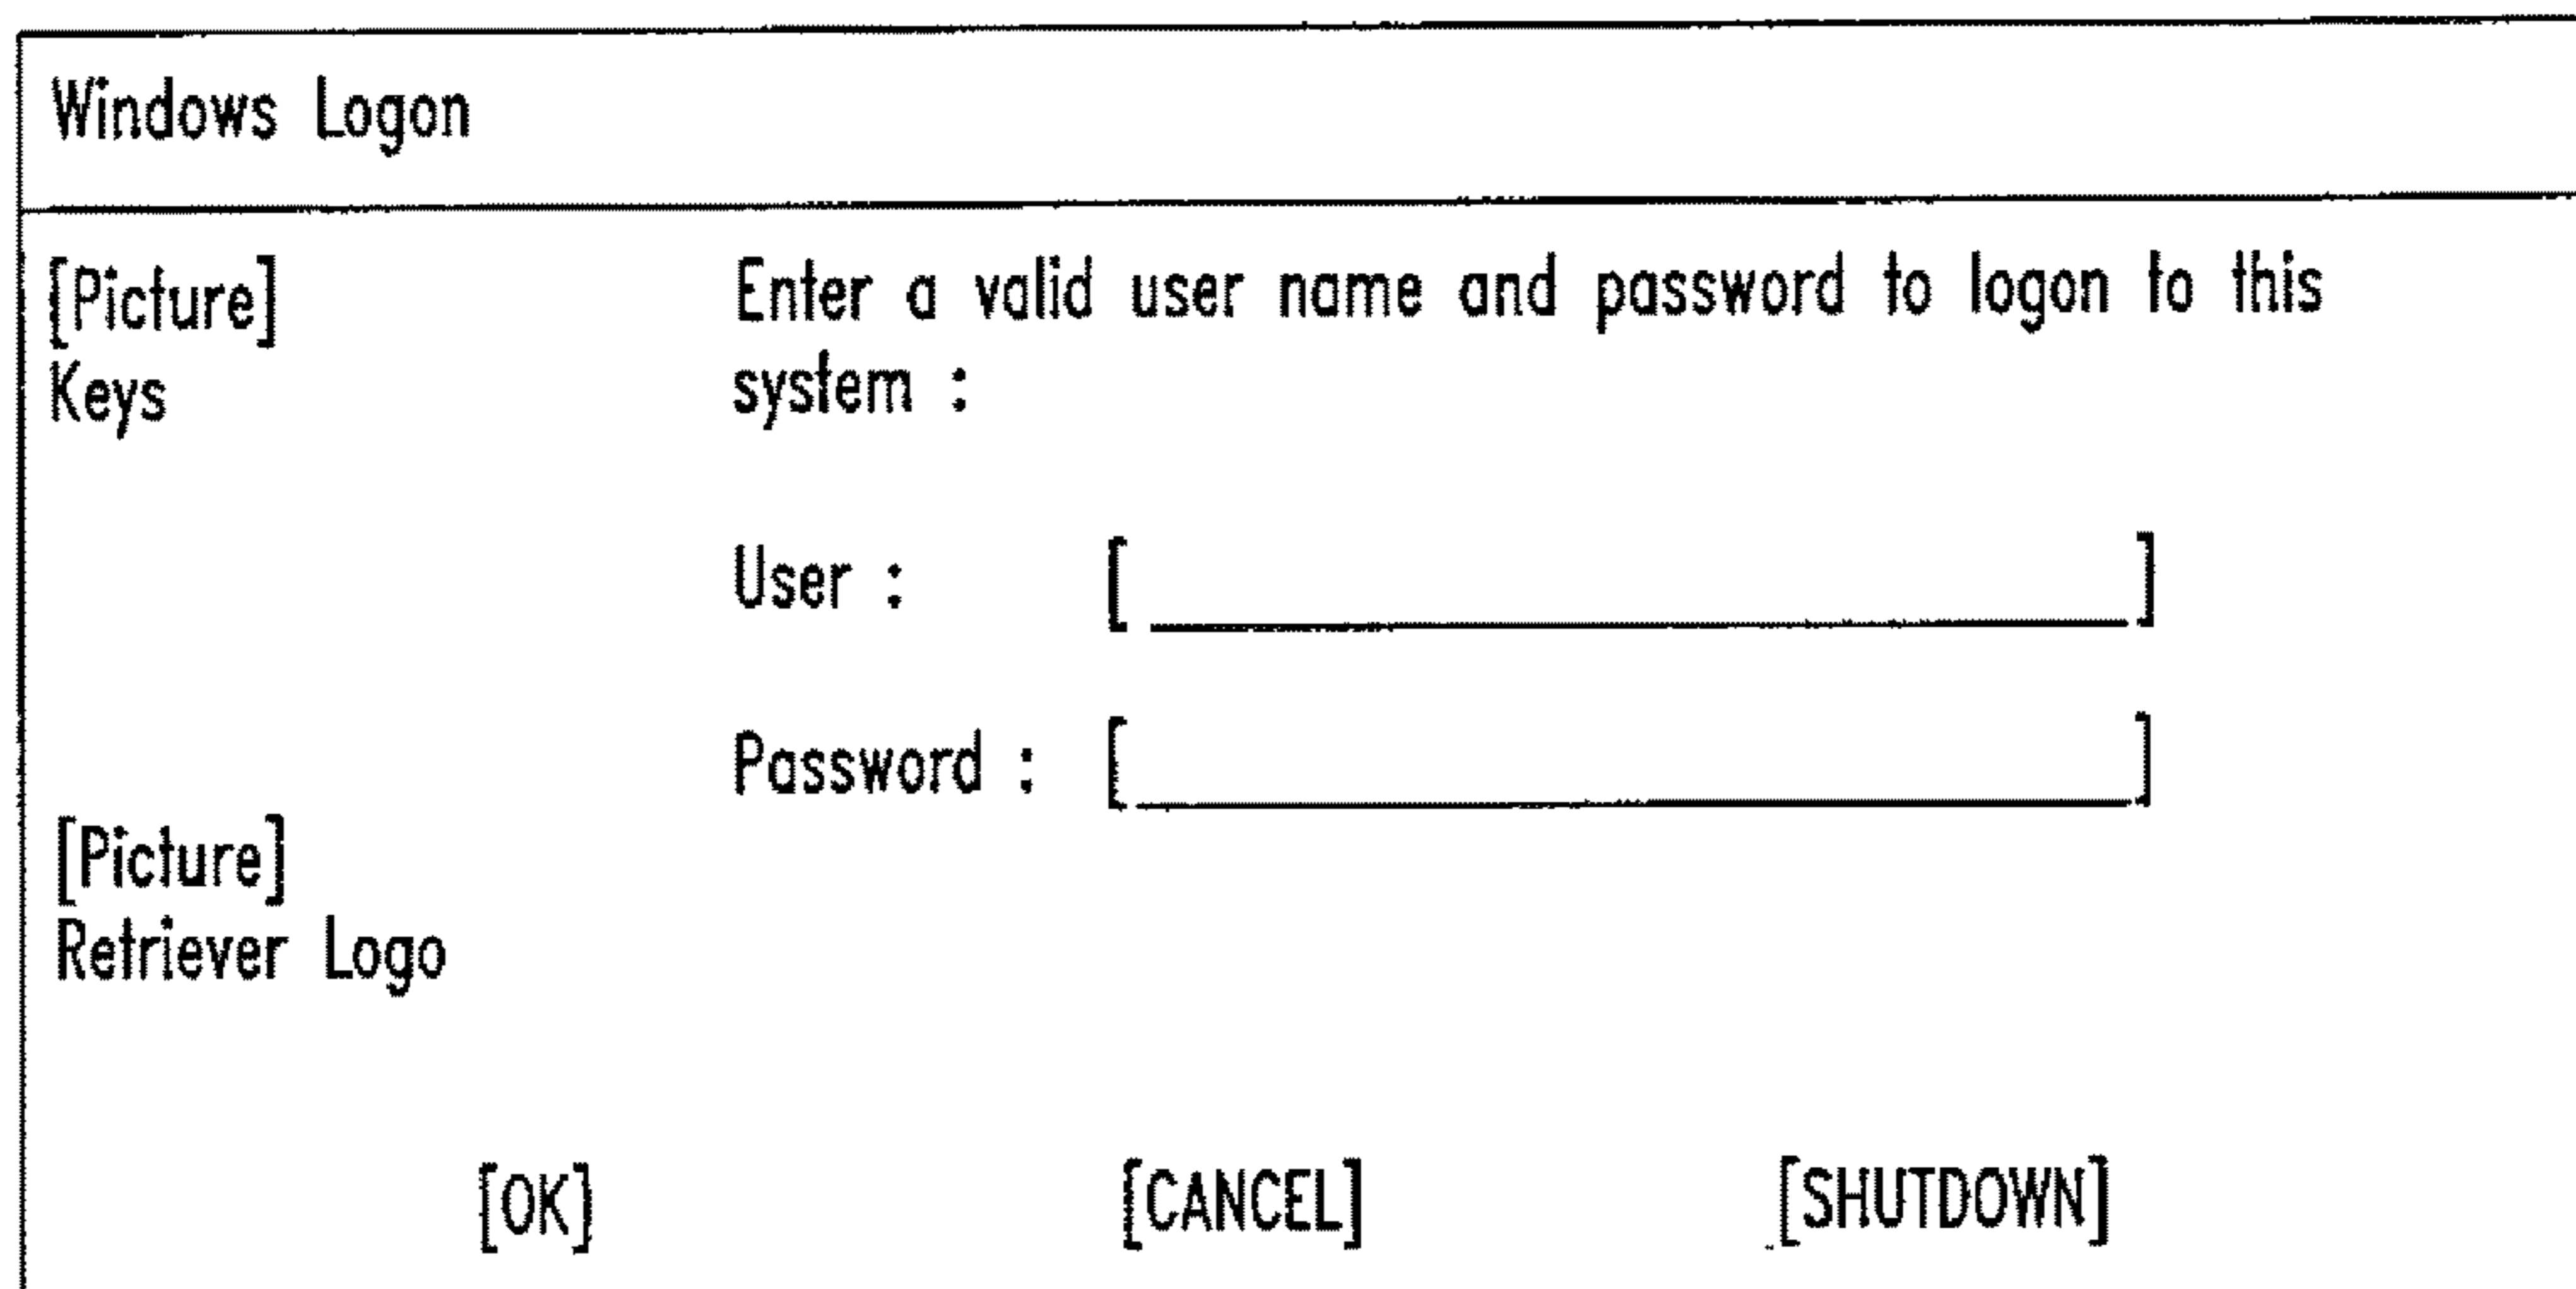 Windows Logon
[Picture]
Keys
Enter a valid user name and password to logon to this
system :
User : [ ]
Password : [ ]
[Picture]
Retriever Logo
[OK] [CANCEL] [SHUTDOWN]